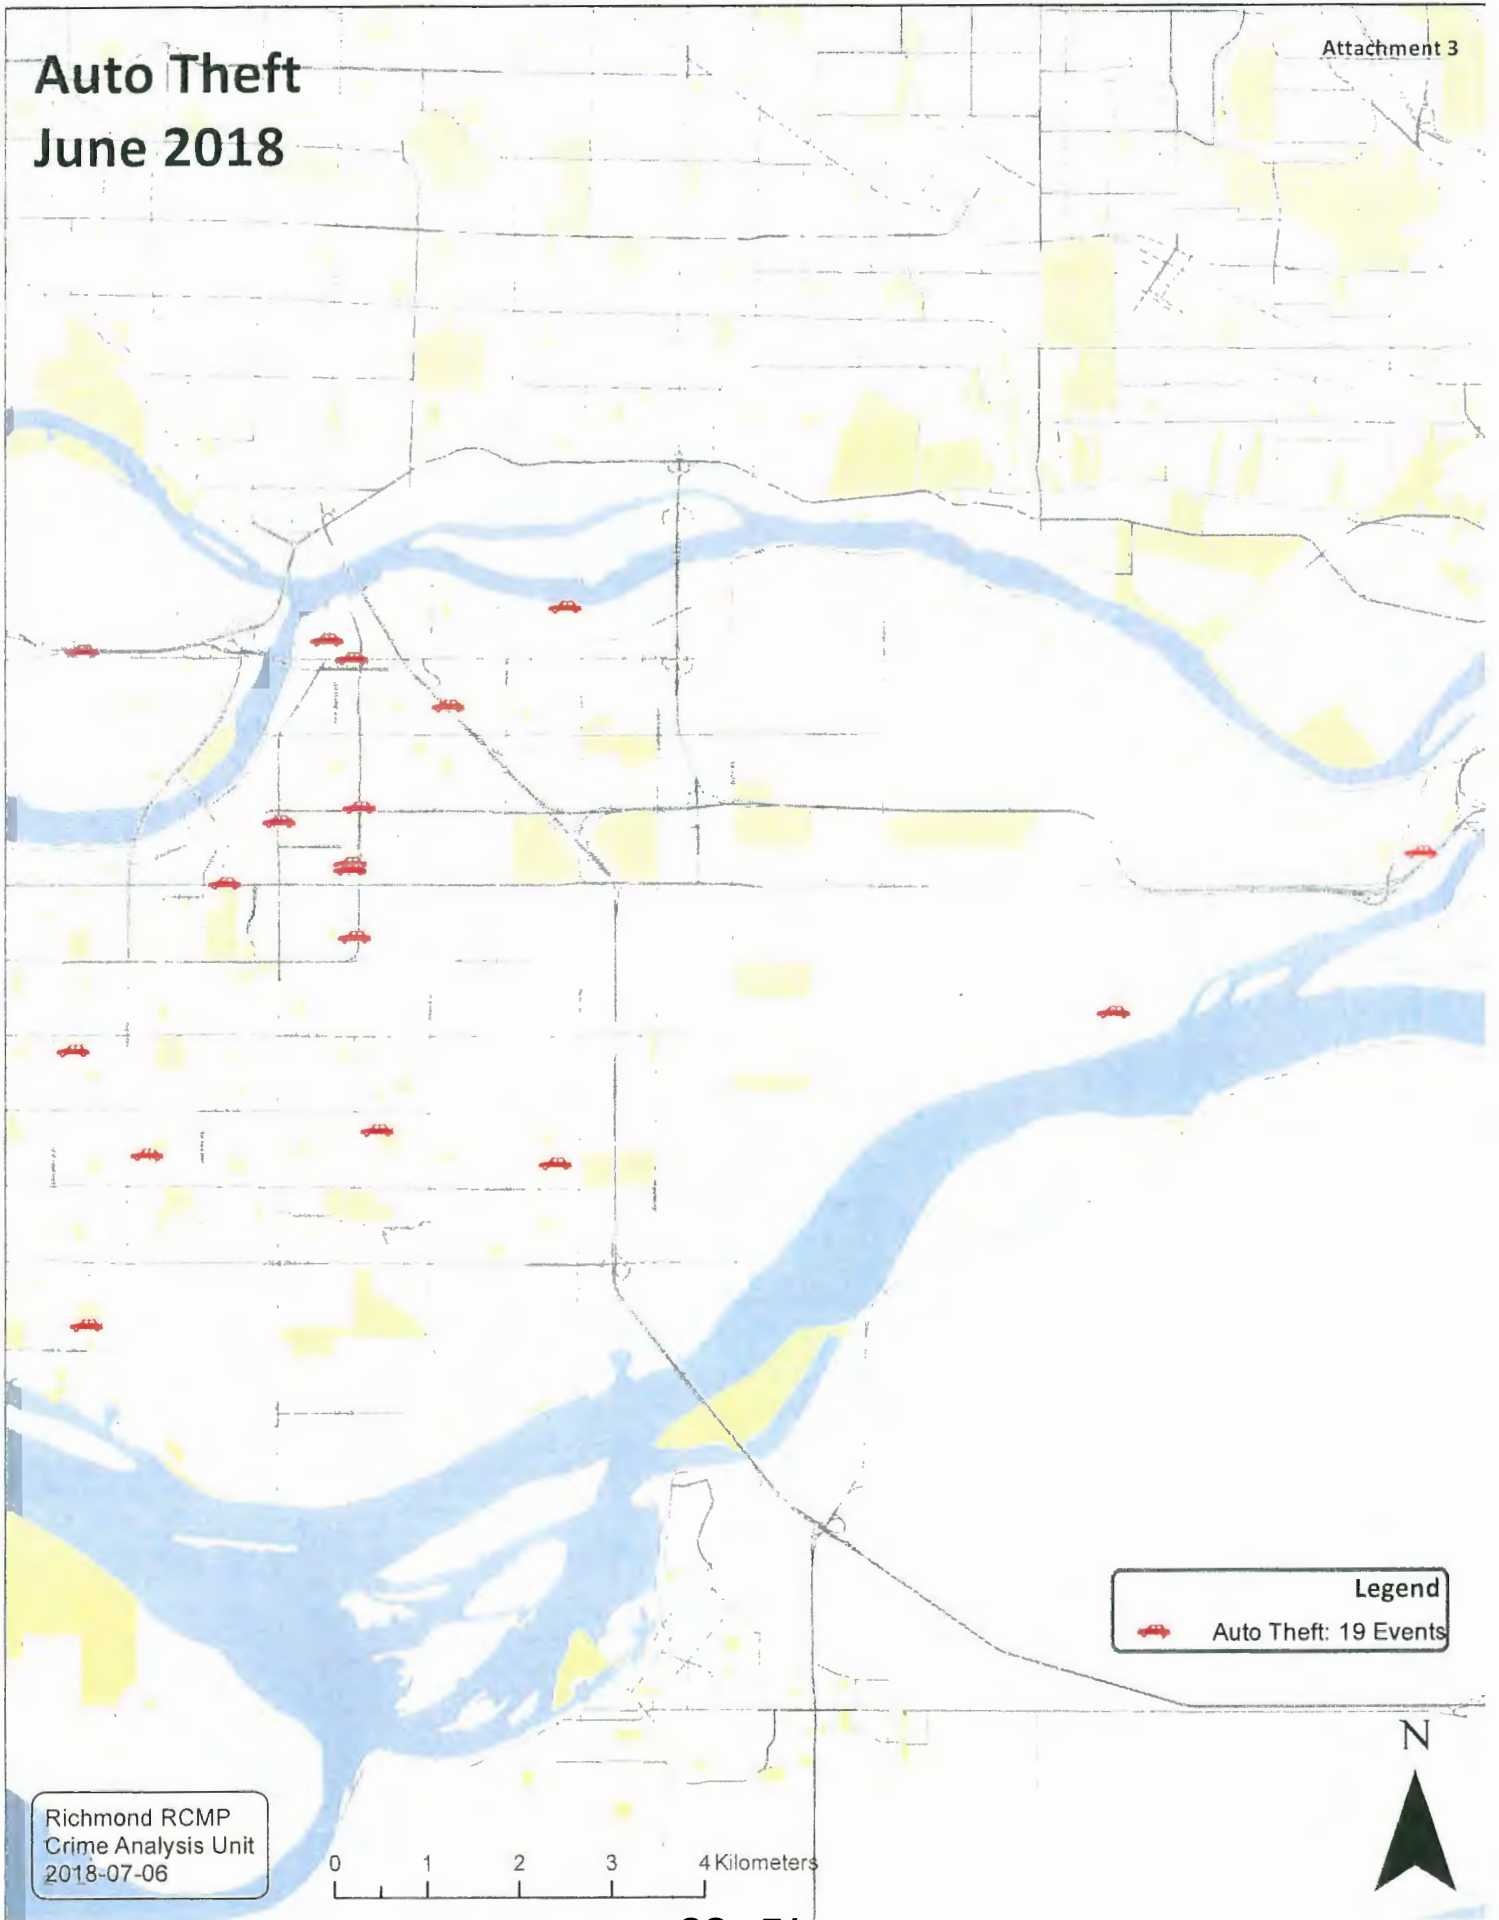 Auto Theft
June 2018
Attachment 3
Legend
Auto Theft: 19 Events
N
Richmond RCMP
Crime Analysis Unit
2018-07-06
0 1 2 3 4 Kilometers